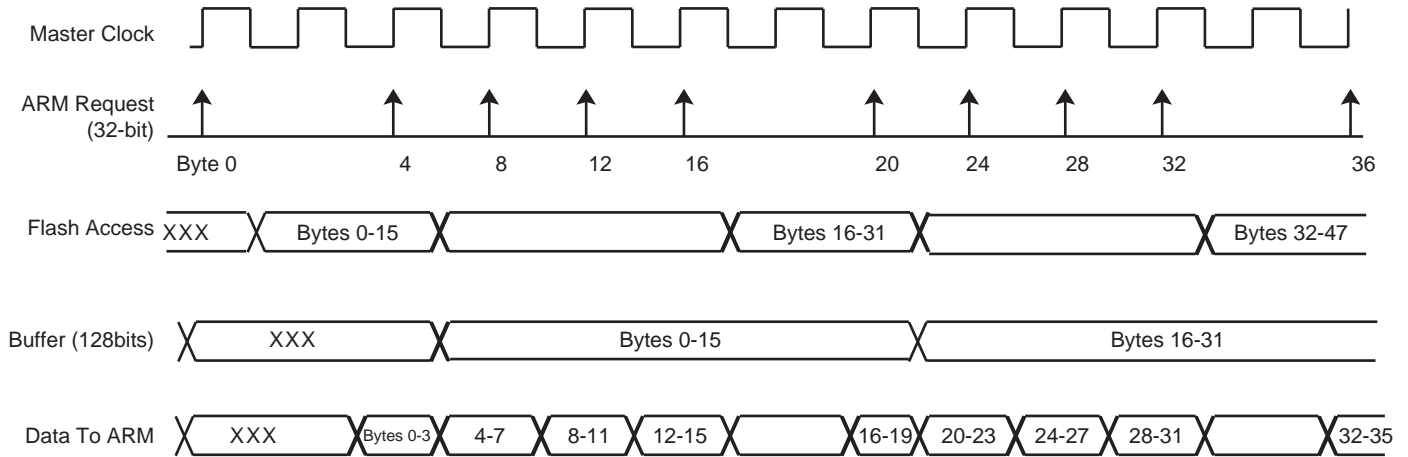 Master Clock
ARM Request
(32-bit)
Byte 0 4 8 12 16 20 24 28 32 36
Flash Access XXX Bytes 0-15 Bytes 16-31 Bytes 32-47
Buffer (128bits) XXX Bytes 0-15 Bytes 16-31
Data To ARM XXX Bytes 0-3 4-7 8-11 12-15 16-19 20-23 24-27 28-31 32-35